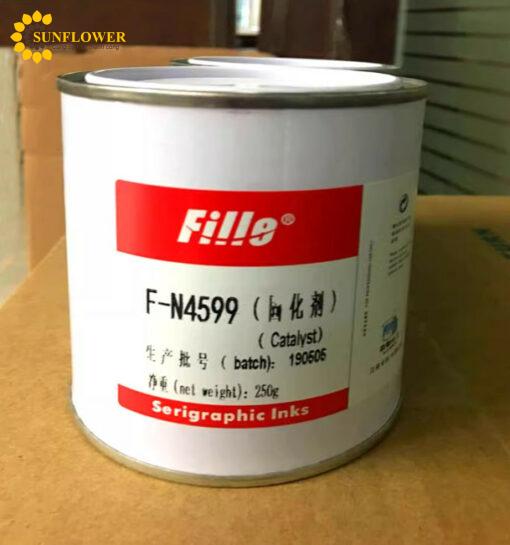 SUNFLOWER
Fille®
F-N4599 (固化剂)
(Catalyst)
生产批号 (batch): 190606
净重(net weight): 250g
Serigraphic Inks